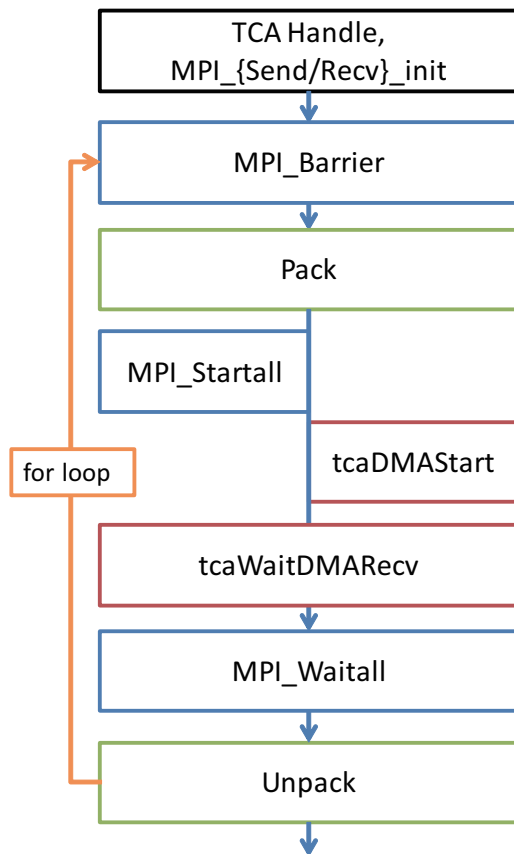 TCA Handle,
MPI_{Send/Recv}_init
MPI_Barrier
Pack
MPI_Startall
tcaDMAStart
for loop
tcaWaitDMARecv
MPI_Waitall
Unpack